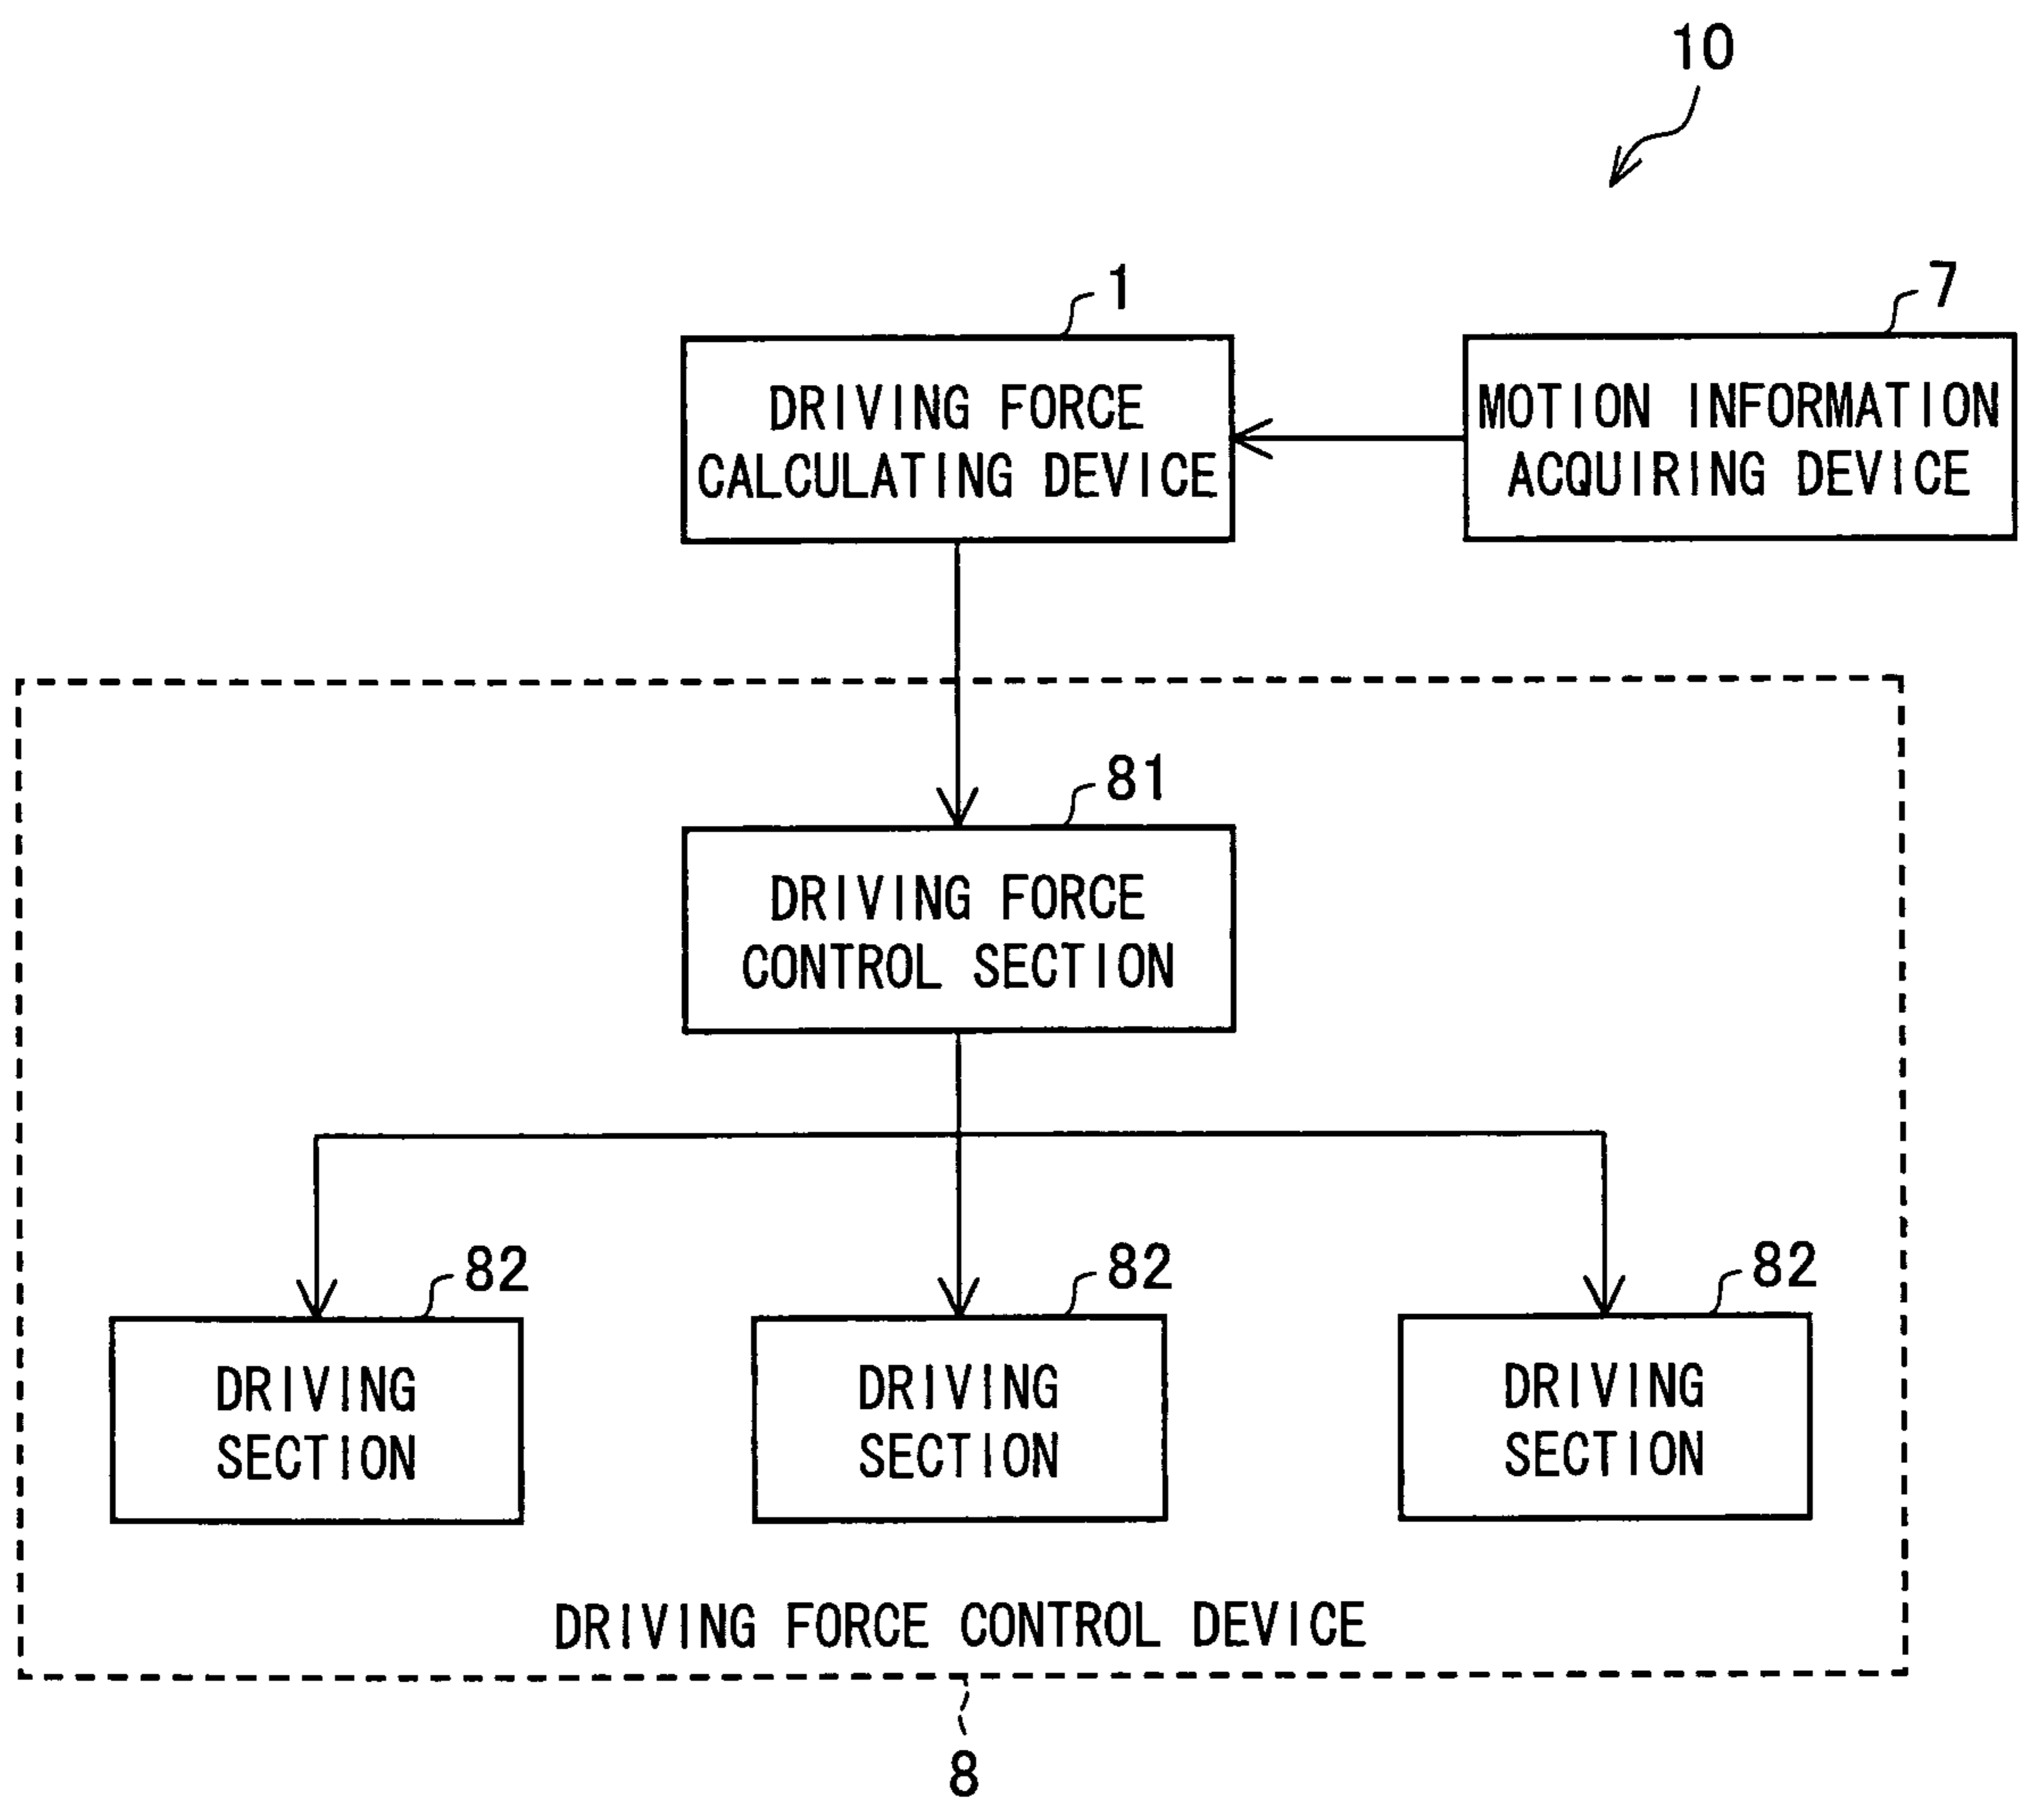 10
1
7
DRIVING FORCE
CALCULATING DEVICE
MOTION INFORMATION
ACQUIRING DEVICE
81
DRIVING FORCE
CONTROL SECTION
82
82
82
DRIVING
SECTION
DRIVING
SECTION
DRIVING
SECTION
DRIVING FORCE CONTROL DEVICE
8